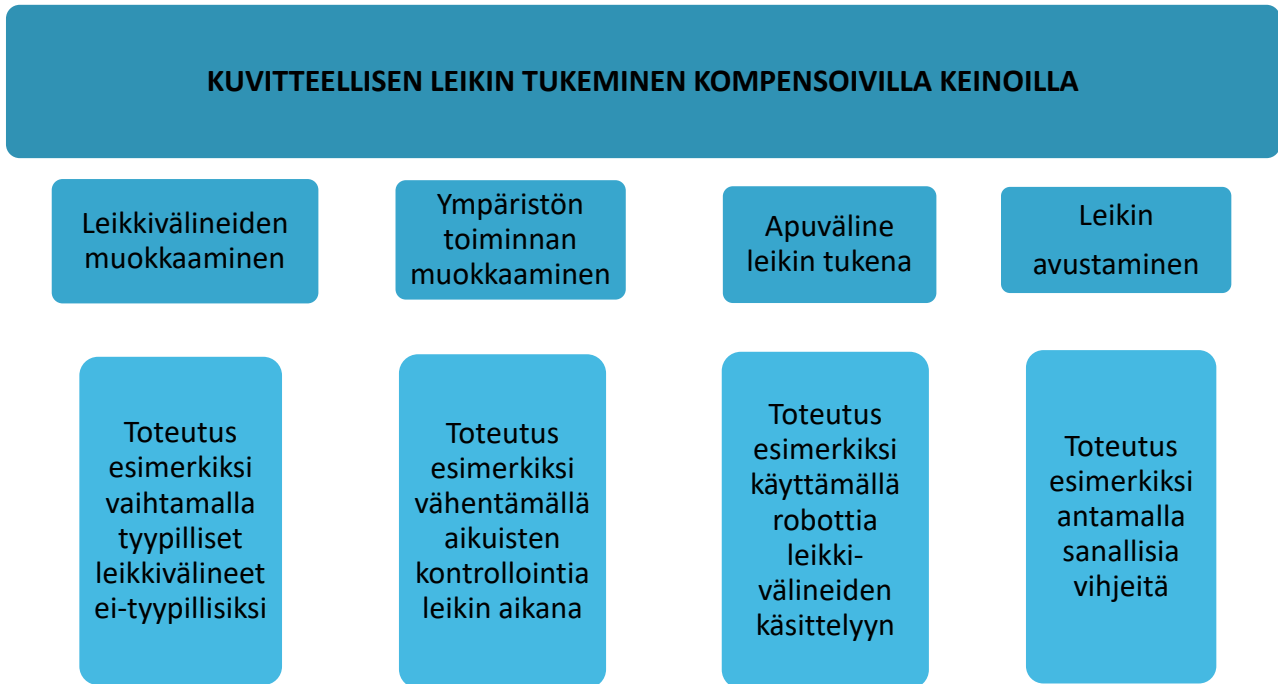 KUVITTEELLISEN LEIKIN TUKEMINEN KOMPENSOIVILLA KEINOILLA
Leikkivälineiden
muokkaaminen
Ympäristön
toiminnan
muokkaaminen
Apuväline
leikin tukena
Leikin
avustaminen
Toteutus
esimerkiksi
vaihtamalla
tyypilliset
leikkivälineet
ei-tyypillisiksi
Toteutus
esimerkiksi
vähentämällä
aikuisten
kontrollointia
leikin aikana
Toteutus
esimerkiksi
käyttämällä
robottia
leikki-
välineiden
käsittelyyn
Toteutus
esimerkiksi
antamalla
sanallisia
vihjeitä